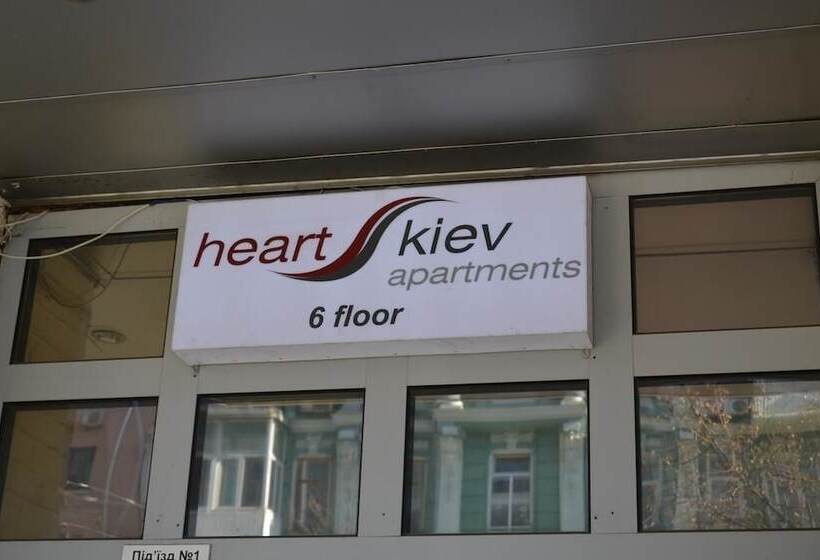 heart kiev
apartments
6 floor
Під'їзд №1